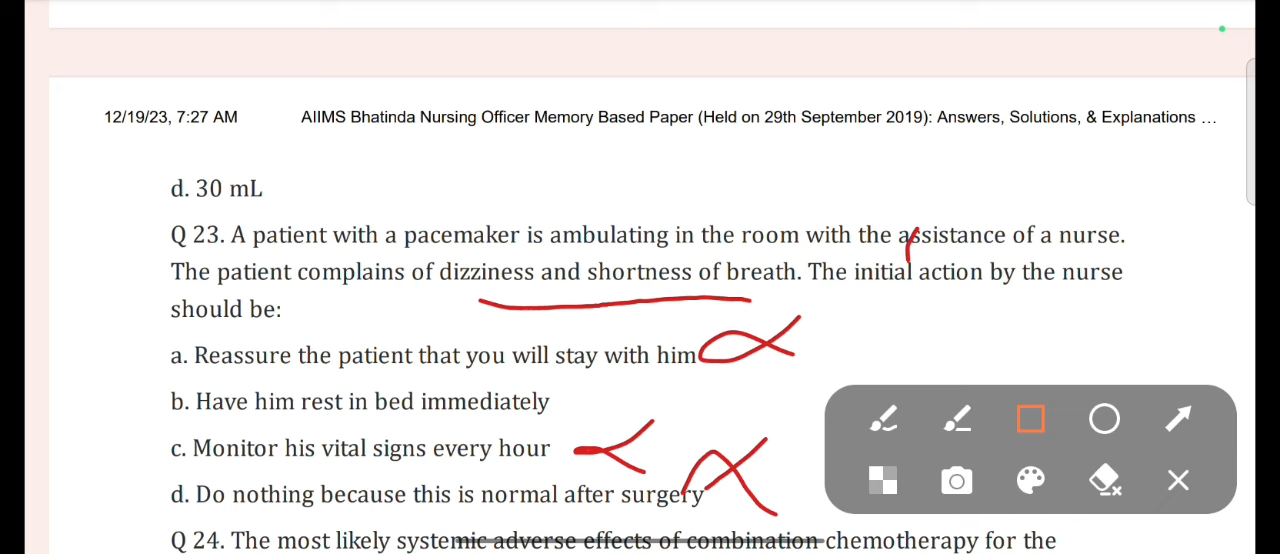 12/19/23, 7:27 AM AIIMS Bhatinda Nursing Officer Memory Based Paper (Held on 29th September 2019): Answers, Solutions, & Explanations ...
d. 30 mL
Q 23. A patient with a pacemaker is ambulating in the room with the assistance of a nurse.
The patient complains of dizziness and shortness of breath. The initial action by the nurse
should be:
a. Reassure the patient that you will stay with him
b. Have him rest in bed immediately
c. Monitor his vital signs every hour
d. Do nothing because this is normal after surgery
Q 24. The most likely systemic adverse effects of combination chemotherapy for the